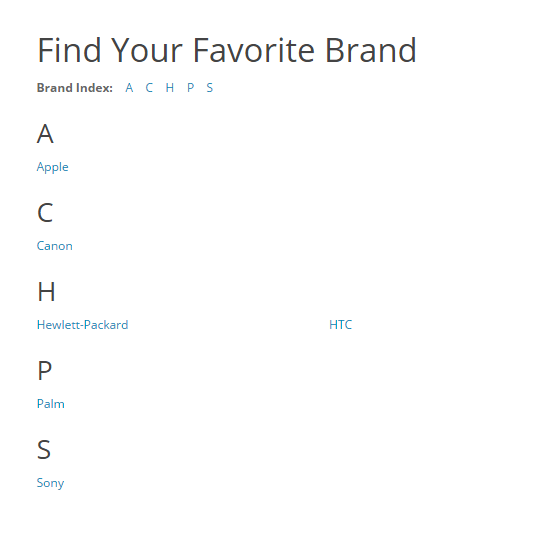 Find Your Favorite Brand
Brand Index: A C H P S
A
Apple
C
Canon
H
Hewlett-Packard HTC
P
Palm
S
Sony